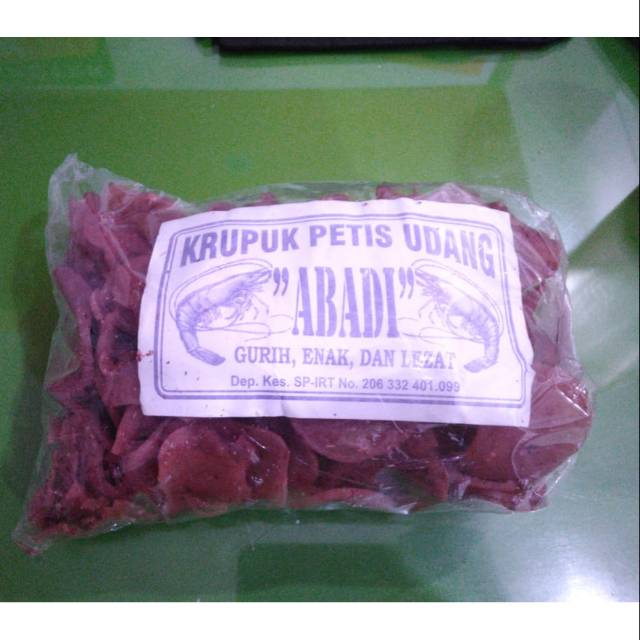 KRUPUK PETIS UDANG
"ABADI"
GURIH, ENAK, DAN LEZAT
Dep. Kes. SP-IRT No. 206 332 401.099